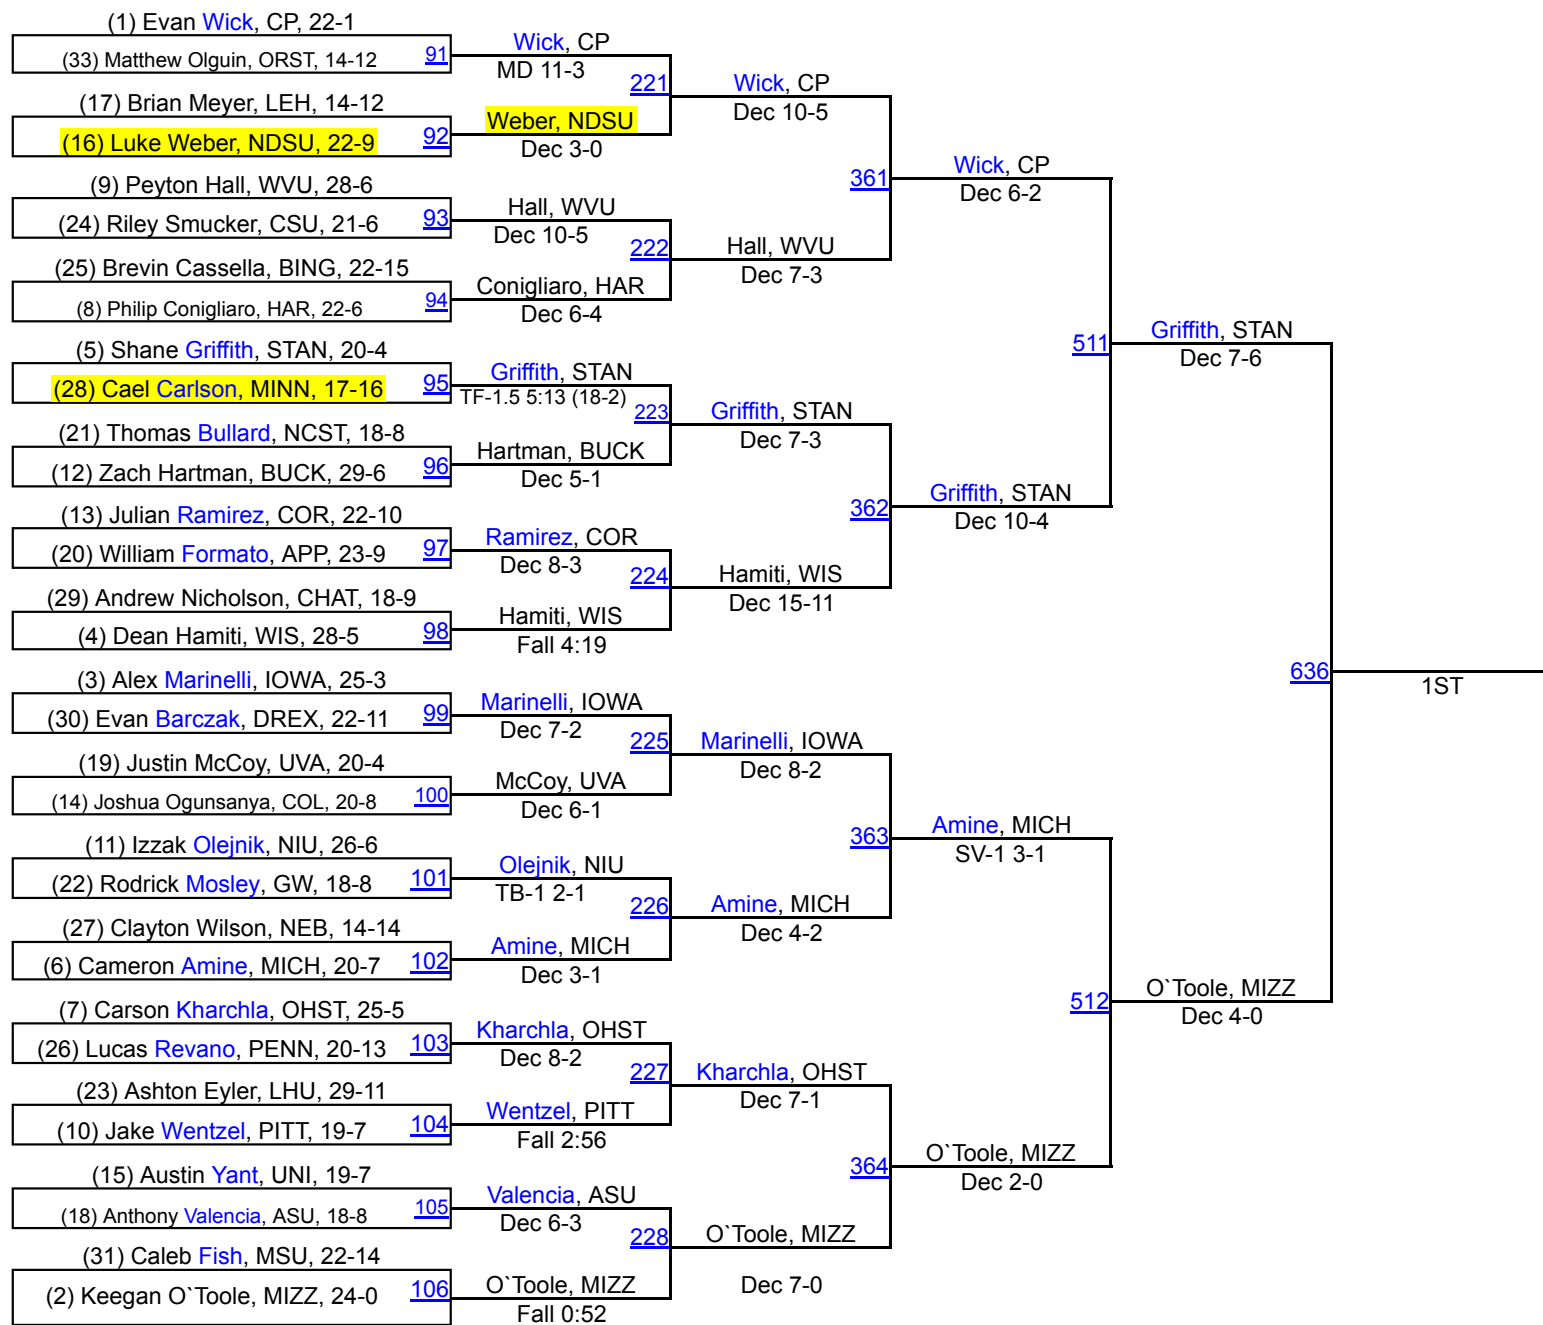 (1) Evan Wick, CP, 22-1
(33) Matthew Olguin, ORST, 14-12 91
(17) Brian Meyer, LEH, 14-12
(16) Luke Weber, NDSU, 22-9 92
(9) Peyton Hall, WVU, 28-6
(24) Riley Smucker, CSU, 21-6 93
(25) Brevin Cassella, BING, 22-15
(8) Philip Conigliaro, HAR, 22-6 94
(5) Shane Griffith, STAN, 20-4
(28) Cael Carlson, MINN, 17-16 95
(21) Thomas Bullard, NCST, 18-8
(12) Zach Hartman, BUCK, 29-6 96
(13) Julian Ramirez, COR, 22-10
(20) William Formato, APP, 23-9 97
(29) Andrew Nicholson, CHAT, 18-9
(4) Dean Hamiti, WIS, 28-5 98
(3) Alex Marinelli, IOWA, 25-3
(30) Evan Barczak, DREX, 22-11 99
(19) Justin McCoy, UVA, 20-4
(14) Joshua Ogunsanya, COL, 20-8 100
(11) Izzak Olejnik, NIU, 26-6
(22) Rodrick Mosley, GW, 18-8 101
(27) Clayton Wilson, NEB, 14-14
(6) Cameron Amine, MICH, 20-7 102
(7) Carson Kharchla, OHST, 25-5
(26) Lucas Revano, PENN, 20-13 103
(23) Ashton Eyler, LHU, 29-11
(10) Jake Wentzel, PITT, 19-7 104
(15) Austin Yant, UNI, 19-7
(18) Anthony Valencia, ASU, 18-8 105
(31) Caleb Fish, MSU, 22-14
(2) Keegan O`Toole, MIZZ, 24-0 106
Wick, CP
MD 11-3
221
Weber, NDSU
Dec 3-0
Hall, WVU
Dec 10-5
222
Conigliaro, HAR
Dec 6-4
Griffith, STAN
TF-1.5 5:13 (18-2)
223
Hartman, BUCK
Dec 5-1
Ramirez, COR
Dec 8-3
224
Hamiti, WIS
Fall 4:19
Marinelli, IOWA
Dec 7-2
225
McCoy, UVA
Dec 6-1
Olejnik, NIU
TB-1 2-1
226
Amine, MICH
Dec 3-1
Kharchla, OHST
Dec 8-2
227
Wentzel, PITT
Fall 2:56
Valencia, ASU
Dec 6-3
228
O`Toole, MIZZ
Fall 0:52
Wick, CP
Dec 10-5
361
Hall, WVU
Dec 7-3
Griffith, STAN
Dec 7-3
362
Hamiti, WIS
Dec 15-11
Marinelli, IOWA
Dec 8-2
363
Amine, MICH
Dec 4-2
Kharchla, OHST
Dec 7-1
364
O`Toole, MIZZ
Dec 7-0
Wick, CP
Dec 6-2
511
Griffith, STAN
Dec 10-4
Amine, MICH
SV-1 3-1
512
O`Toole, MIZZ
Dec 2-0
Griffith, STAN
Dec 7-6
636
O`Toole, MIZZ
Dec 4-0
1ST